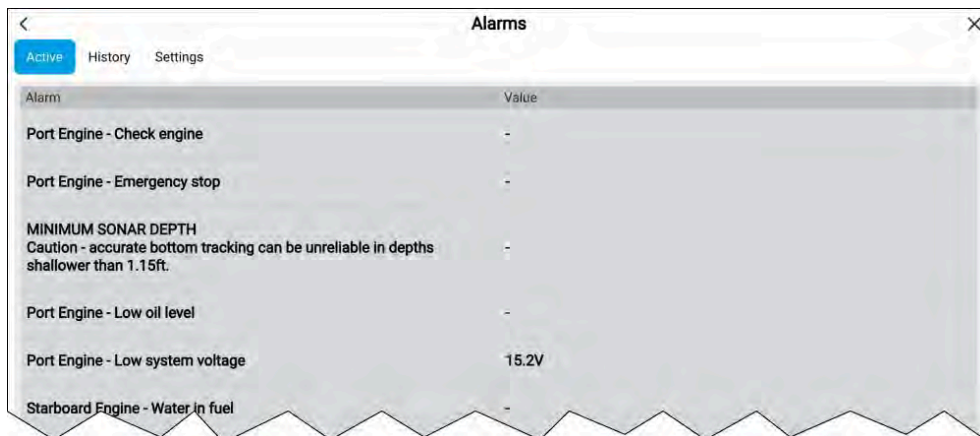 Alarms
Active History Settings
Alarm Value
Port Engine - Check engine -
Port Engine - Emergency stop -
MINIMUM SONAR DEPTH
Caution - accurate bottom tracking can be unreliable in depths -
shallower than 1.15ft.
Port Engine - Low oil level -
Port Engine - Low system voltage 15.2V
Starboard Engine - Water in fuel -